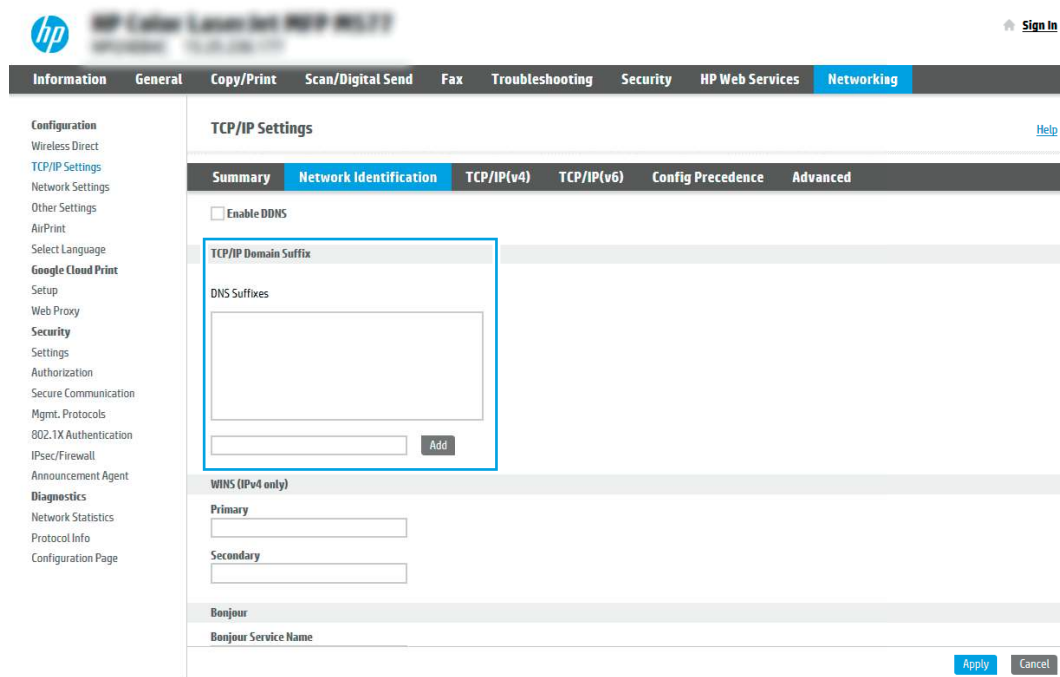 hp
Sign In
Information General Copy/Print Scan/Digital Send Fax Troubleshooting Security HP Web Services Networking
Configuration
Wireless Direct
TCP/IP Settings
Network Settings
Other Settings
AirPrint
Select Language
Google Cloud Print
Setup
Web Proxy
Security
Settings
Authorization
Secure Communication
Mgmt. Protocols
802.1X Authentication
IPsec/Firewall
Announcement Agent
Diagnostics
Network Statistics
Protocol Info
Configuration Page
TCP/IP Settings
Help
Summary Network Identification TCP/IP(v4) TCP/IP(v6) Config Precedence Advanced
Enable DDNS
TCP/IP Domain Suffix
DNS Suffixes
Add
WINS (IPv4 only)
Primary
Secondary
Bonjour
Bonjour Service Name
Apply Cancel